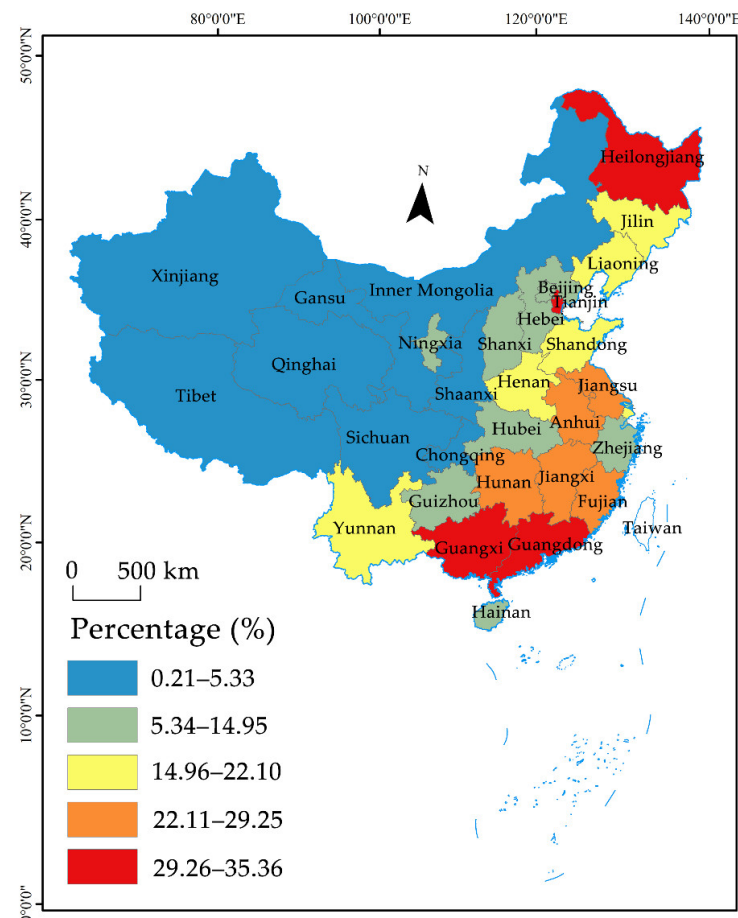 80°0'0"E 100°0'0"E 120°0'0"E 140°0'0"E
50°0'0"N
40°0'0"N
30°0'0"N
20°0'0"N
10°0'0"N
N
Heilongjiang
Jilin
Liaoning
Xinjiang
Gansu
Inner Mongolia
Beijing
Tianjin
Hebei
Ningxia
Shanxi
Shandong
Qinghai
Henan
Jiangsu
Tibet
Shaanxi
Anhui
Hubei
Sichuan
Zhejiang
Chongqing
Hunan
Jiangxi
Guizhou
Fujian
Yunnan
Taiwan
Guangxi
Guangdong
Hainan
0 500 km
Percentage (%)
0.21–5.33
5.34–14.95
14.96–22.10
22.11–29.25
29.26–35.36